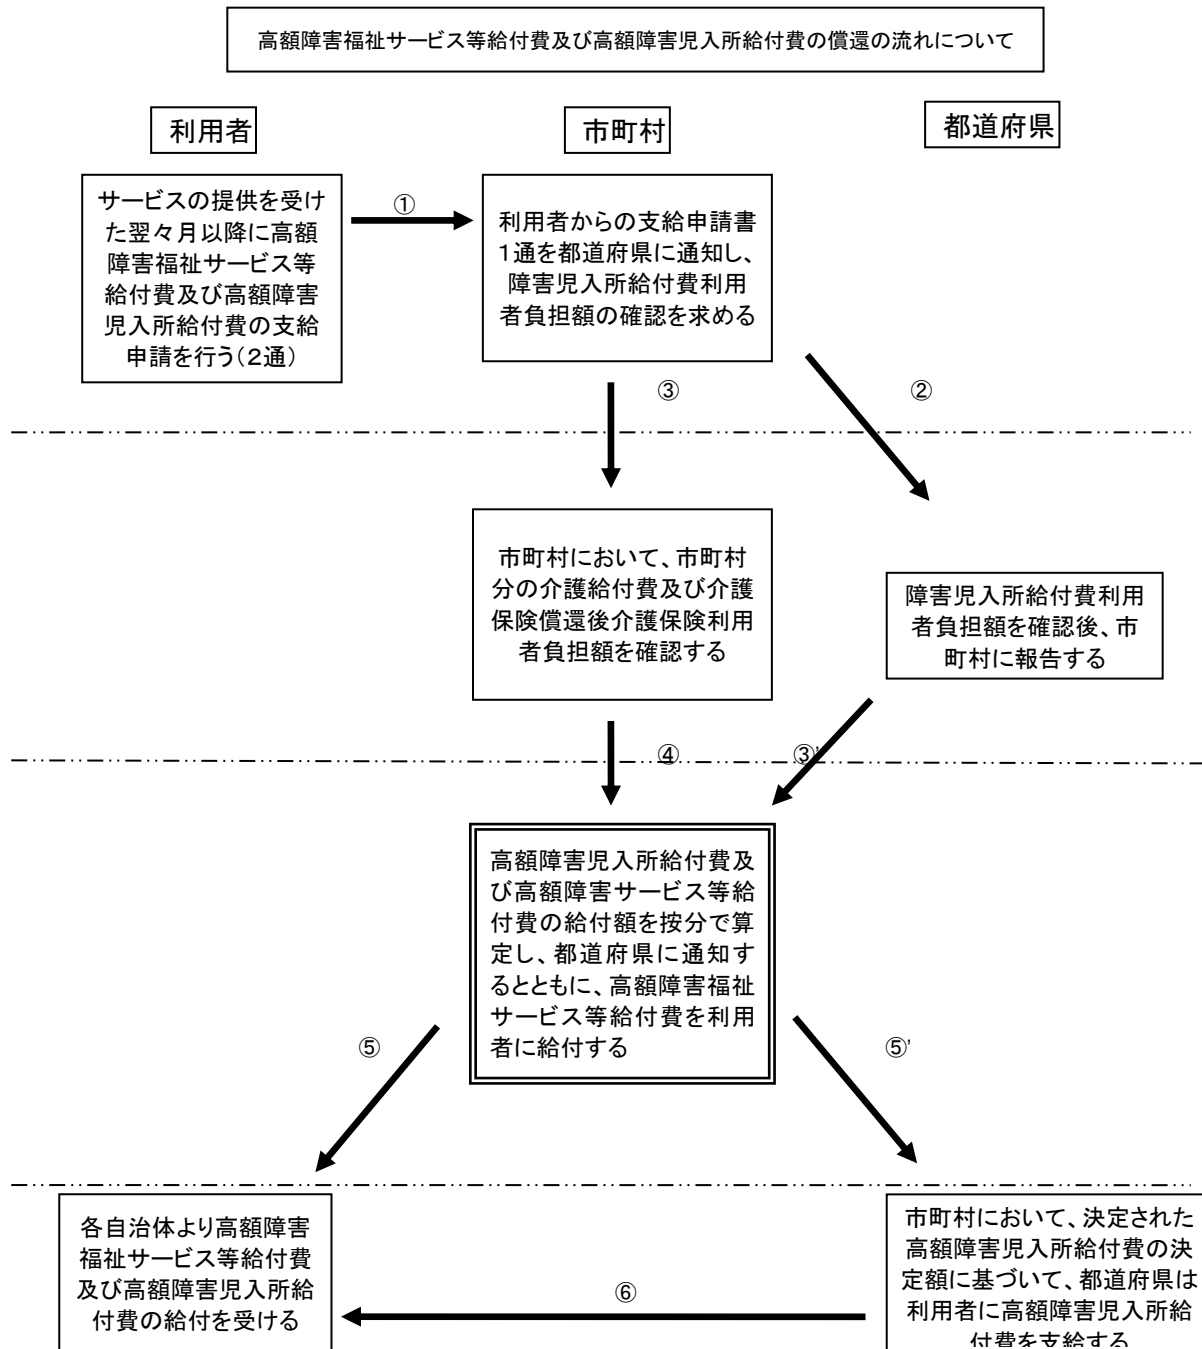 高額障害福祉サービス等給付費及び高額障害児入所給付費の償還の流れについて
利用者
市町村
都道府県
サービスの提供を受け
た翌々月以降に高額
障害福祉サービス等
給付費及び高額障害
児入所給付費の支給
申請を行う(2通)
①
利用者からの支給申請書
1通を都道府県に通知し、
障害児入所給付費利用
者負担額の確認を求める
③
②
市町村において、市町村
分の介護給付費及び介護
保険償還後介護保険利用
者負担額を確認する
障害児入所給付費利用
者負担額を確認後、市
町村に報告する
④
③'
高額障害児入所給付費及
び高額障害サービス等給
付費の給付額を按分で算
定し、都道府県に通知す
るとともに、高額障害福祉
サービス等給付費を利用
者に給付する
⑤
⑤'
各自治体より高額障害
福祉サービス等給付費
及び高額障害児入所給
付費の給付を受ける
⑥
市町村において、決定された
高額障害児入所給付費の決
定額に基づいて、都道府県は
利用者に高額障害児入所給
付費を支給する